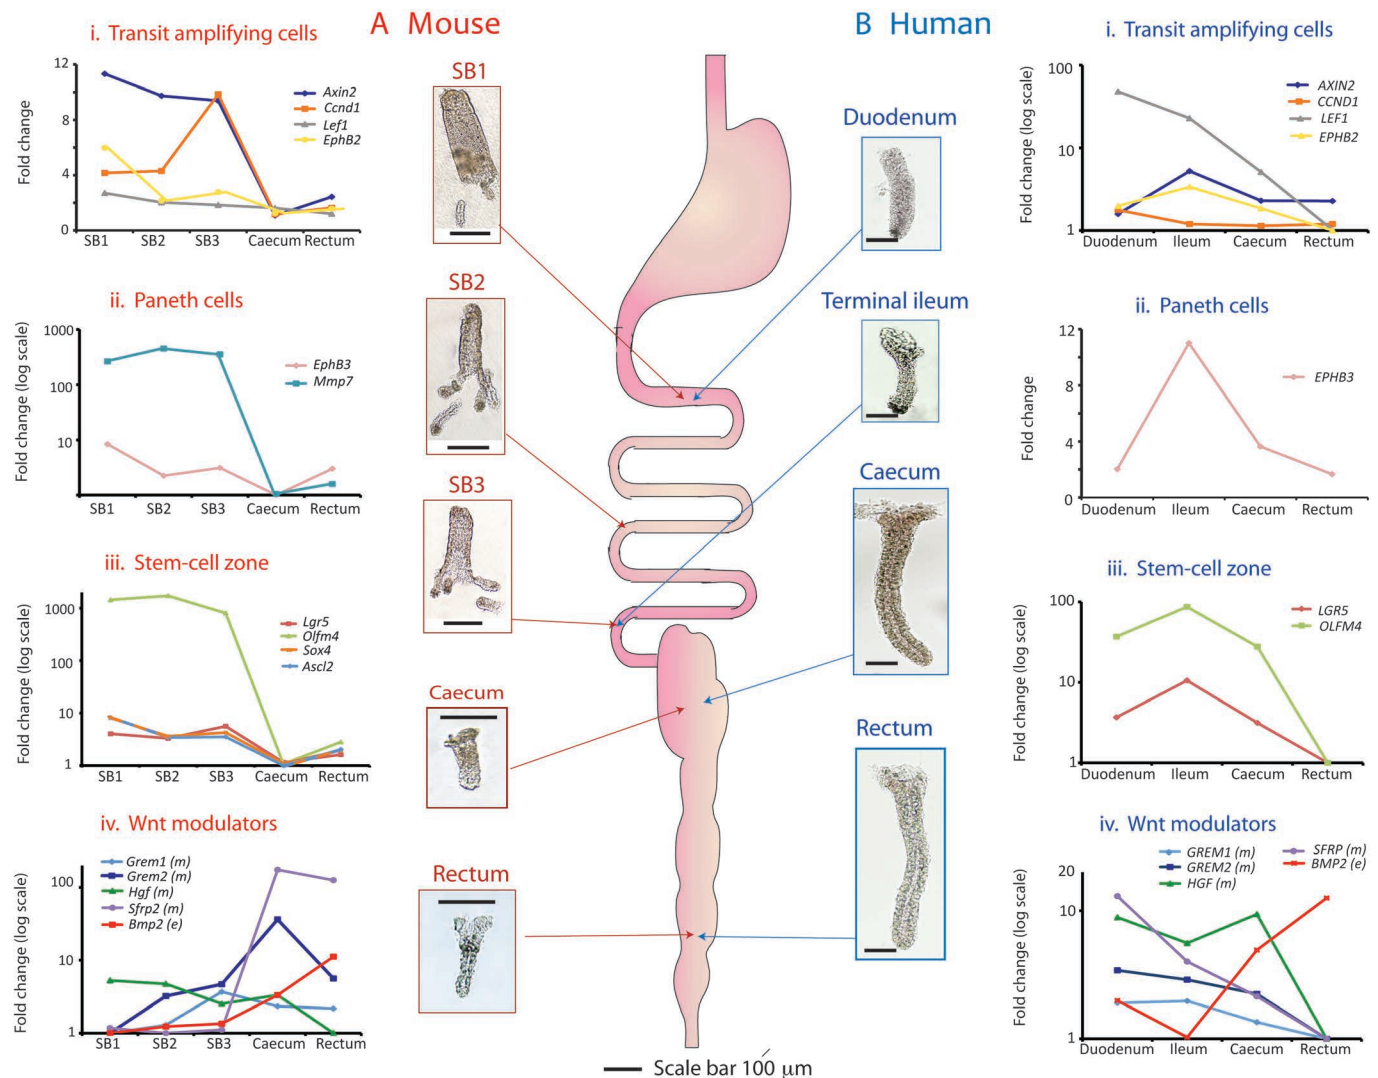 A Mouse
B Human
i. Transit amplifying cells
Fold change
12
8
4
0
SB1 SB2 SB3 Caecum Rectum
Axin2
Ccnd1
Lef1
EphB2
ii. Paneth cells
Fold change (log scale)
1000
100
10
SB1 SB2 SB3 Caecum Rectum
EphB3
Mmp7
iii. Stem-cell zone
Fold change (log scale)
1000
100
10
1
SB1 SB2 SB3 Caecum Rectum
Lgr5
Olfm4
Sox4
Ascl2
iv. Wnt modulators
Fold change (log scale)
100
10
1
SB1 SB2 SB3 Caecum Rectum
Grem1 (m)
Grem2 (m)
Hgf (m)
Sfrp2 (m)
Bmp2 (e)
SB1
SB2
SB3
Caecum
Rectum
Duodenum
Terminal ileum
Caecum
Rectum
Scale bar 100 μm
i. Transit amplifying cells
Fold change (log scale)
100
10
1
Duodenum Ileum Caecum Rectum
AXIN2
CCND1
LEF1
EPHB2
ii. Paneth cells
Fold change
12
8
4
0
Duodenum Ileum Caecum Rectum
EPHB3
iii. Stem-cell zone
Fold change (log scale)
100
10
1
Duodenum Ileum Caecum Rectum
LGR5
OLFM4
iv. Wnt modulators
Fold change (log scale)
20
10
1
Duodenum Ileum Caecum Rectum
GREM1 (m)
GREM2 (m)
HGF (m)
SFRP (m)
BMP2 (e)